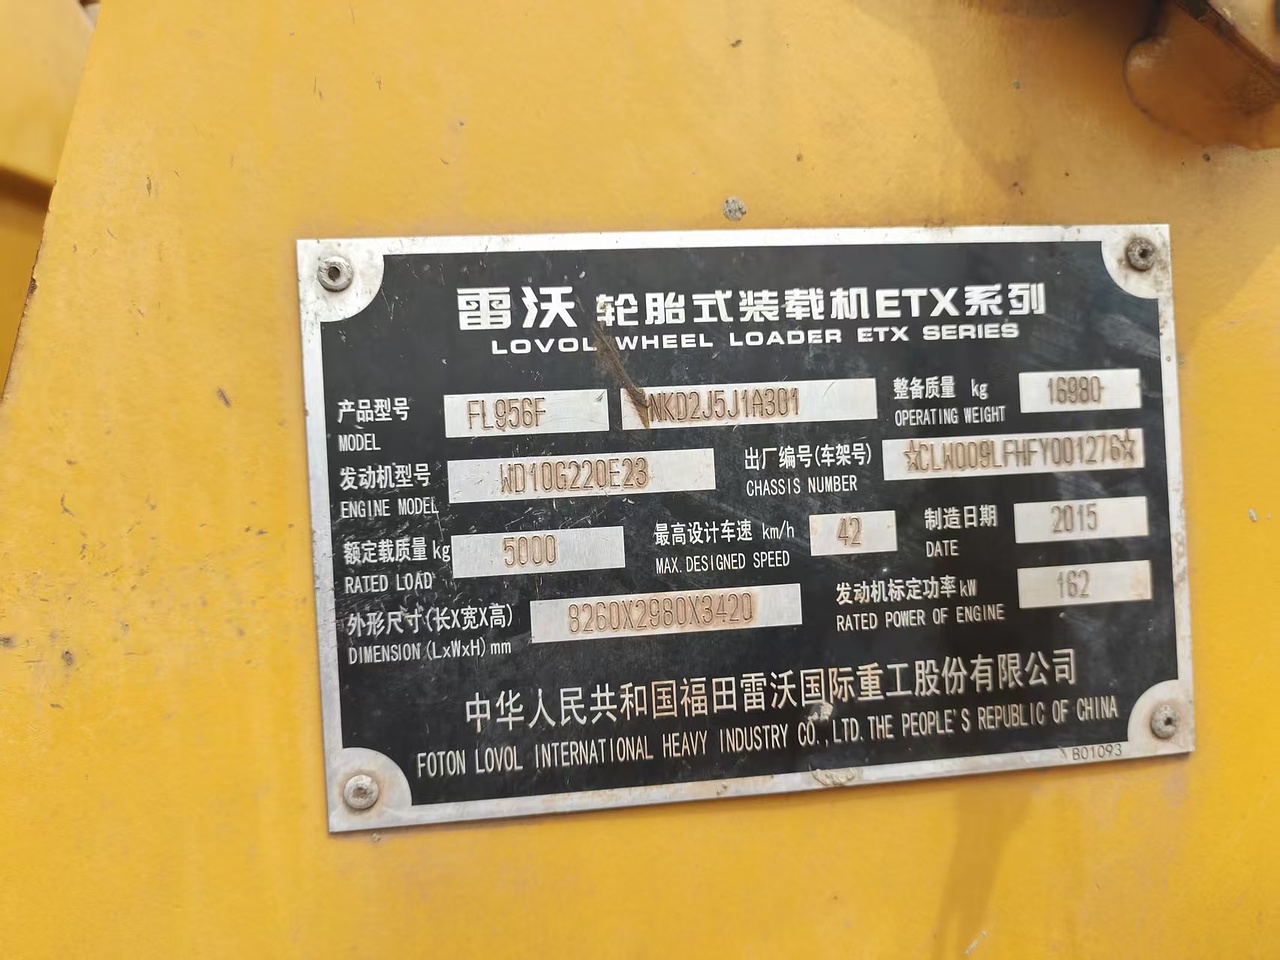 雷沃 轮胎式装载机ETX系列
LOVOL WHEEL LOADER ETX SERIES
产品型号 FL956F NKD2J5J1A301 整备质量 kg 16980
MODEL OPERATING WEIGHT
发动机型号 WD10G220E23 出厂编号(车架号) ☆CLW009LFHFY001276☆
ENGINE MODEL CHASSIS NUMBER
额定载质量 kg 5000 最高设计车速 km/h 42 制造日期 2015
RATED LOAD MAX. DESIGNED SPEED DATE
外形尺寸(长X宽X高) 8260X2980X3420 发动机标定功率 kW 162
DIMENSION (LxWxH) mm RATED POWER OF ENGINE
中华人民共和国福田雷沃国际重工股份有限公司
FOTON LOVOL INTERNATIONAL HEAVY INDUSTRY CO.,LTD. THE PEOPLE'S REPUBLIC OF CHINA
B01093